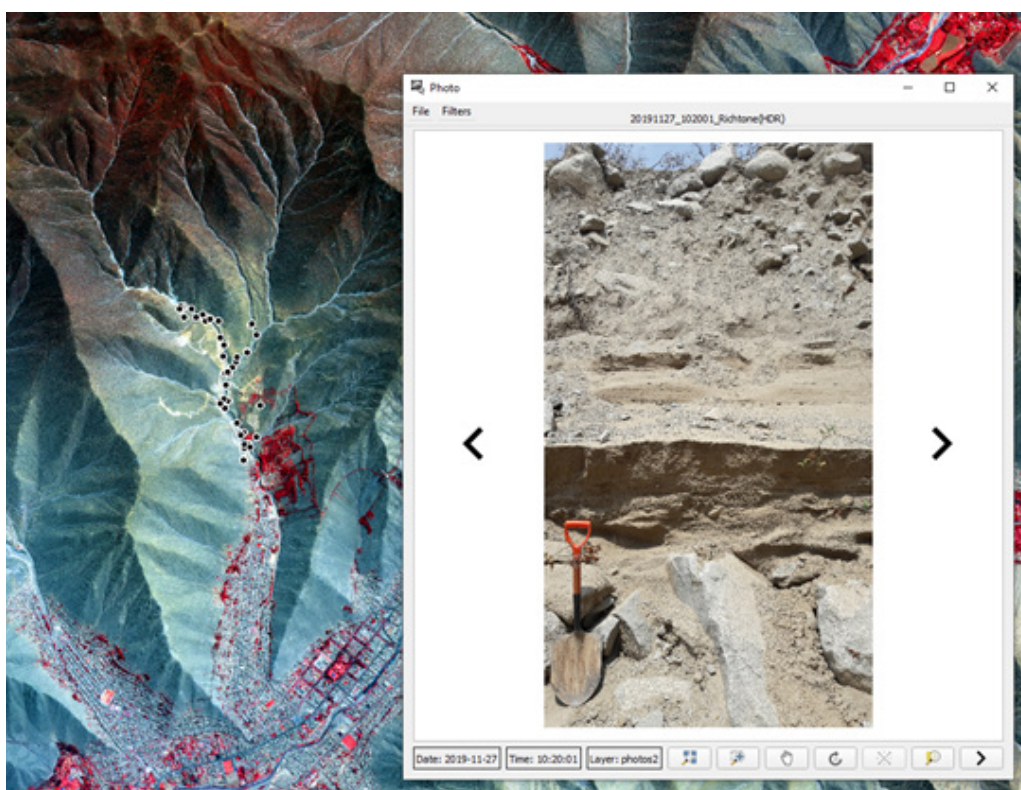 Photo
File Filters
20191127_102001_Richtone(HDR)
Date: 2019-11-27 Time: 10:20:01 Layer: photos2